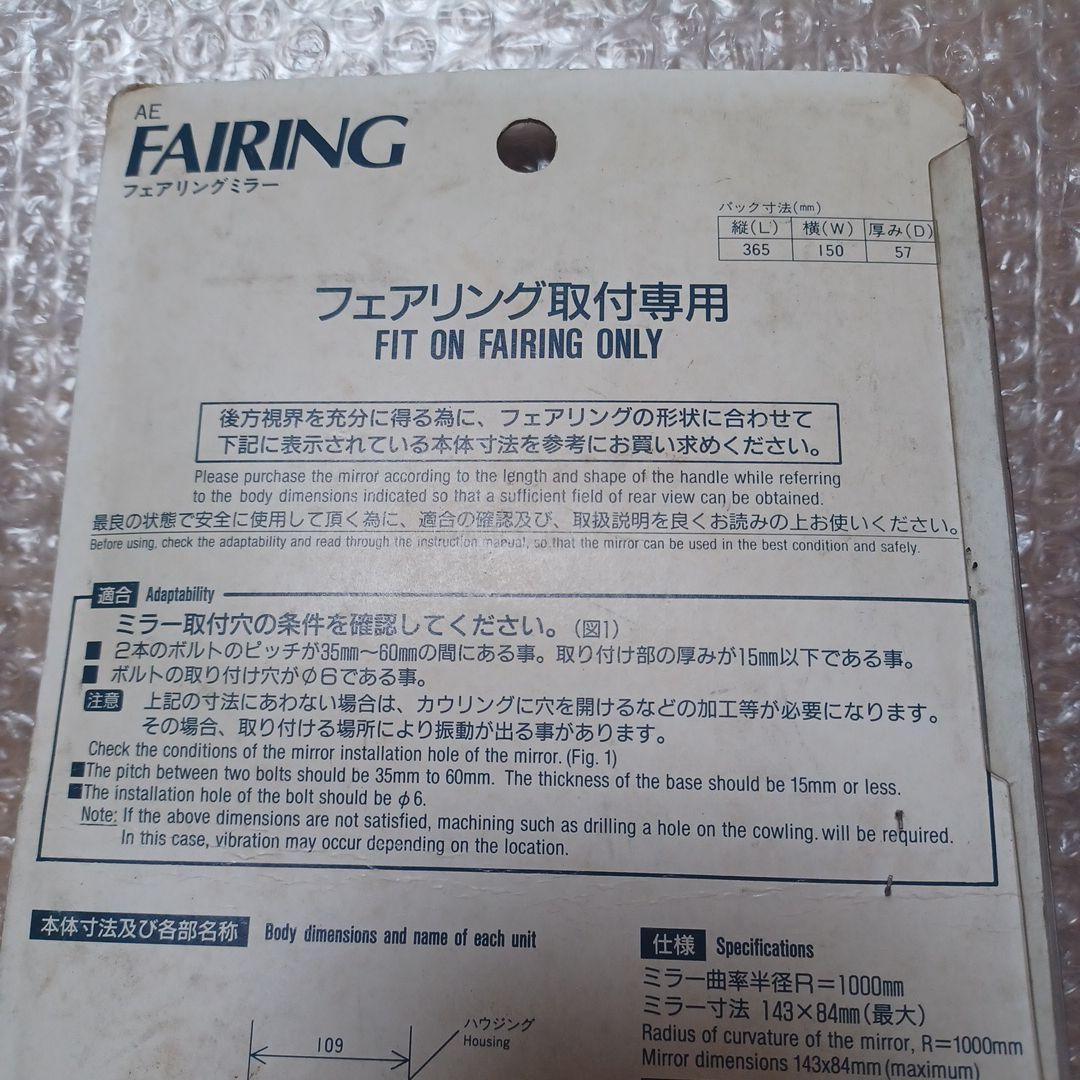 AE
FAIRING
フェアリングミラー
パック寸法(mm)
縦(L) 横(W) 厚み(D)
365 150 57
フェアリング取付専用
FIT ON FAIRING ONLY
後方視界を充分に得る為に、フェアリングの形状に合わせて
下記に表示されている本体寸法を参考にお買い求めください。
Please purchase the mirror according to the length and shape of the handle while referring
to the body dimensions indicated so that a sufficient field of rear view can be obtained.
最良の状態で安全に使用して頂く為に、適合の確認及び、取扱説明を良くお読みの上お使いください。
Before using, check the adaptability and read through the instruction manual, so that the mirror can be used in the best condition and safely.
適合 Adaptability
ミラー取付穴の条件を確認してください。(図1)
■ 2本のボルトのピッチが35mm〜60mmの間にある事。取り付け部の厚みが15mm以下である事。
■ ボルトの取り付け穴がφ6である事。
注意 上記の寸法にあわない場合は、カウリングに穴を開けるなどの加工等が必要になります。
その場合、取り付ける場所により振動が出る事があります。
Check the conditions of the mirror installation hole of the mirror. (Fig. 1)
■The pitch between two bolts should be 35mm to 60mm. The thickness of the base should be 15mm or less.
■The installation hole of the bolt should be φ6.
Note: If the above dimensions are not satisfied, machining such as drilling a hole on the cowling. will be required.
In this case, vibration may occur depending on the location.
本体寸法及び各部名称 Body dimensions and name of each unit
109
ハウジング
Housing
仕様 Specifications
ミラー曲率半径R=1000mm
ミラー寸法 143×84mm(最大)
Radius of curvature of the mirror, R=1000mm
Mirror dimensions 143x84mm(maximum)